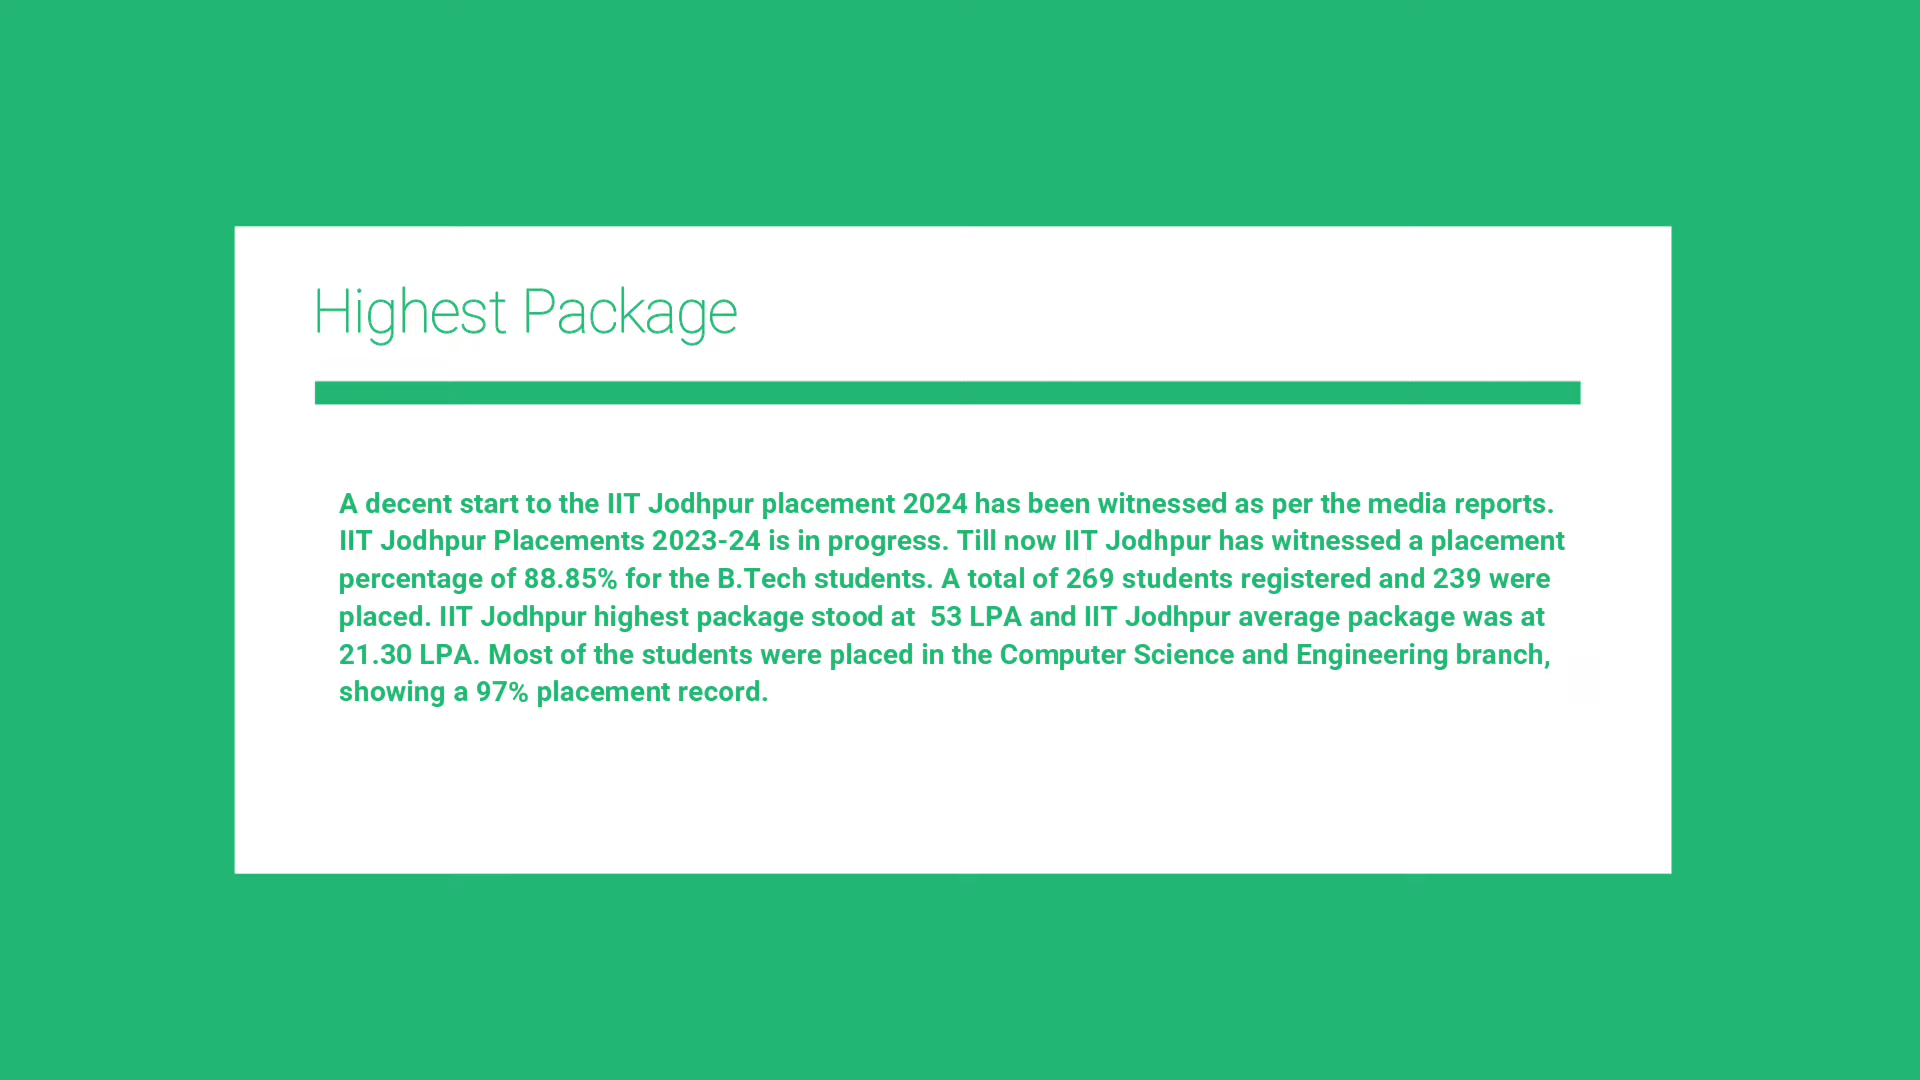 Highest Package
A decent start to the IIT Jodhpur placement 2024 has been witnessed as per the media reports.
IIT Jodhpur Placements 2023-24 is in progress. Till now IIT Jodhpur has witnessed a placement
percentage of 88.85% for the B.Tech students. A total of 269 students registered and 239 were
placed. IIT Jodhpur highest package stood at  53 LPA and IIT Jodhpur average package was at
21.30 LPA. Most of the students were placed in the Computer Science and Engineering branch,
showing a 97% placement record.